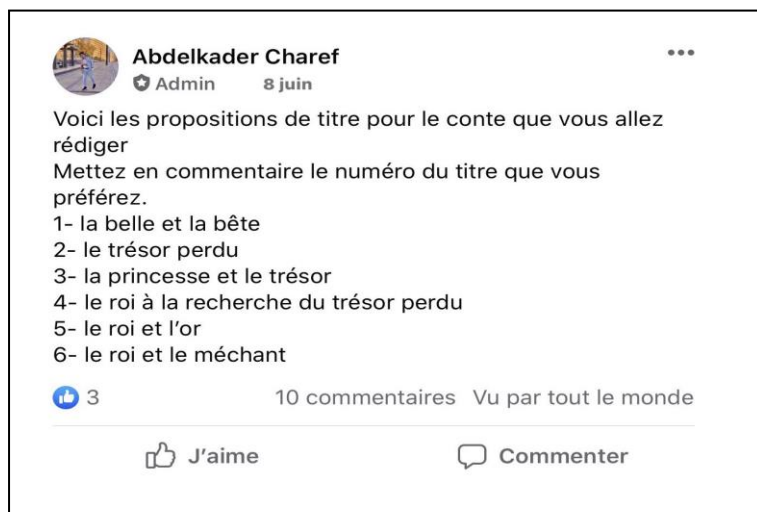 Abdelkader Charef
Admin 8 juin
Voici les propositions de titre pour le conte que vous allez
rédiger
Mettez en commentaire le numéro du titre que vous
préférez.
1- la belle et la bête
2- le trésor perdu
3- la princesse et le trésor
4- le roi à la recherche du trésor perdu
5- le roi et l'or
6- le roi et le méchant
3 10 commentaires Vu par tout le monde
J'aime Commenter